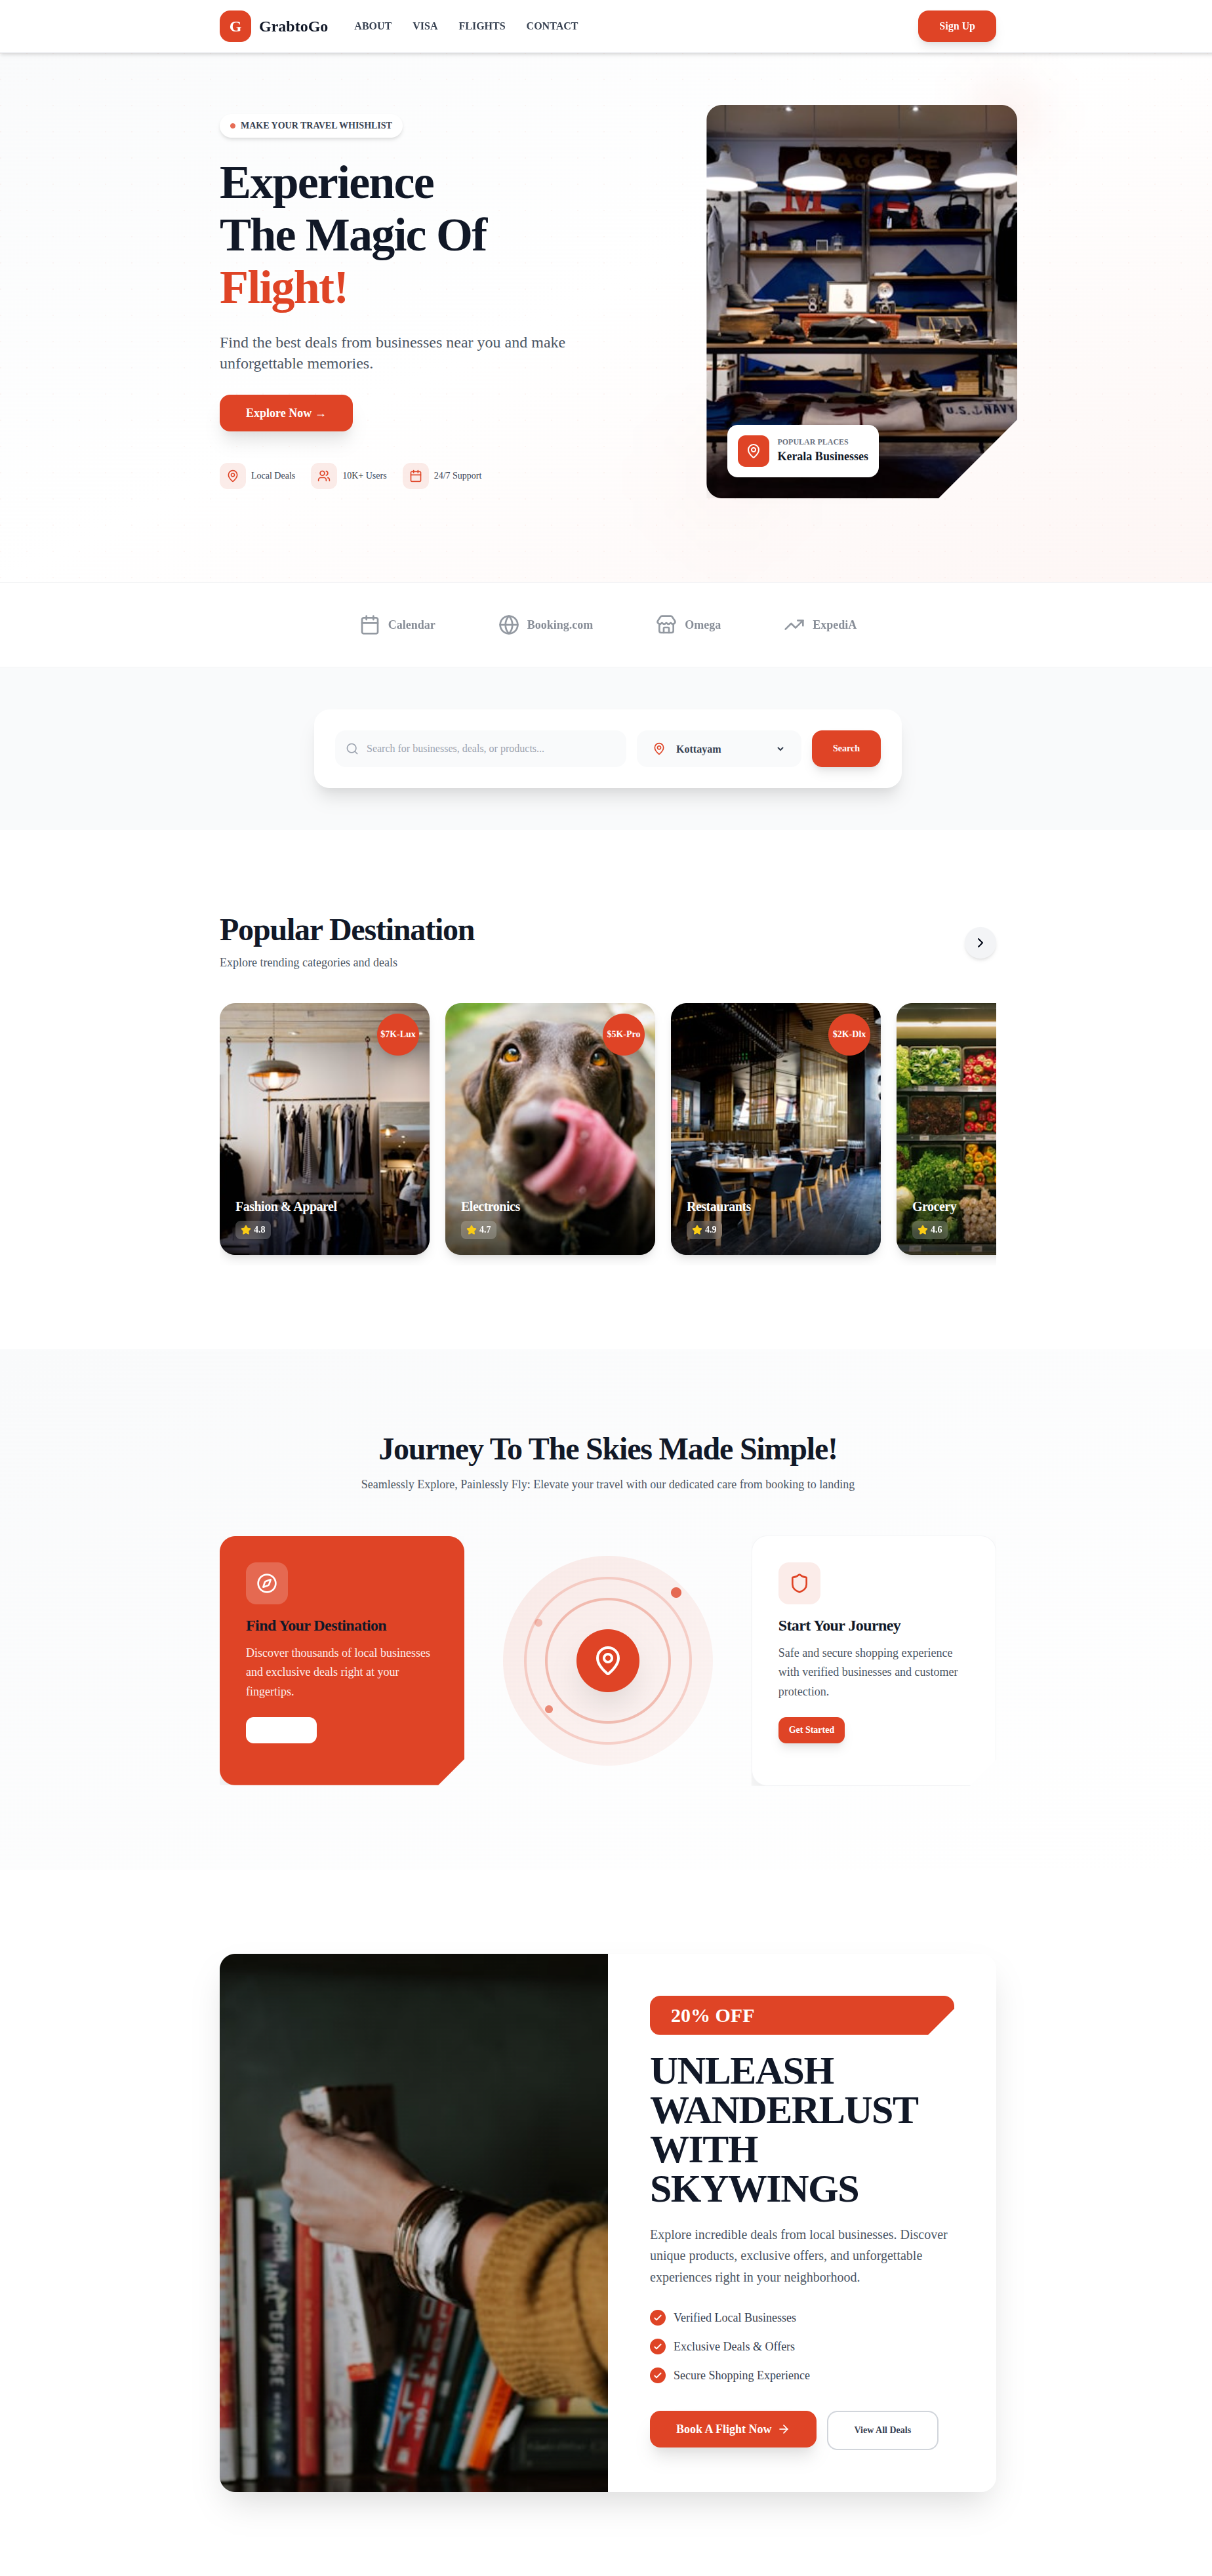 G GrabtoGo ABOUT VISA FLIGHTS CONTACT Sign Up
MAKE YOUR TRAVEL WHISHLIST
Experience
The Magic Of
Flight!
Find the best deals from businesses near you and make
unforgettable memories.
Explore Now →
Local Deals 10K+ Users 24/7 Support
BAGGAGE
M
U.S. NAVY
POPULAR PLACES
Kerala Businesses
Calendar Booking.com Omega ExpediA
Search for businesses, deals, or products... Kottayam Search
Popular Destination
Explore trending categories and deals
$7K-Lux $5K-Pro $2K-Dlx
Fashion & Apparel Electronics Restaurants Grocery
4.8 4.7 4.9 4.6
Journey To The Skies Made Simple!
Seamlessly Explore, Painlessly Fly: Elevate your travel with our dedicated care from booking to landing
Find Your Destination
Discover thousands of local businesses
and exclusive deals right at your
fingertips.
Start Your Journey
Safe and secure shopping experience
with verified businesses and customer
protection.
Get Started
20% OFF
UNLEASH
WANDERLUST
WITH
SKYWINGS
Explore incredible deals from local businesses. Discover
unique products, exclusive offers, and unforgettable
experiences right in your neighborhood.
Verified Local Businesses
Exclusive Deals & Offers
Secure Shopping Experience
Book A Flight Now → View All Deals